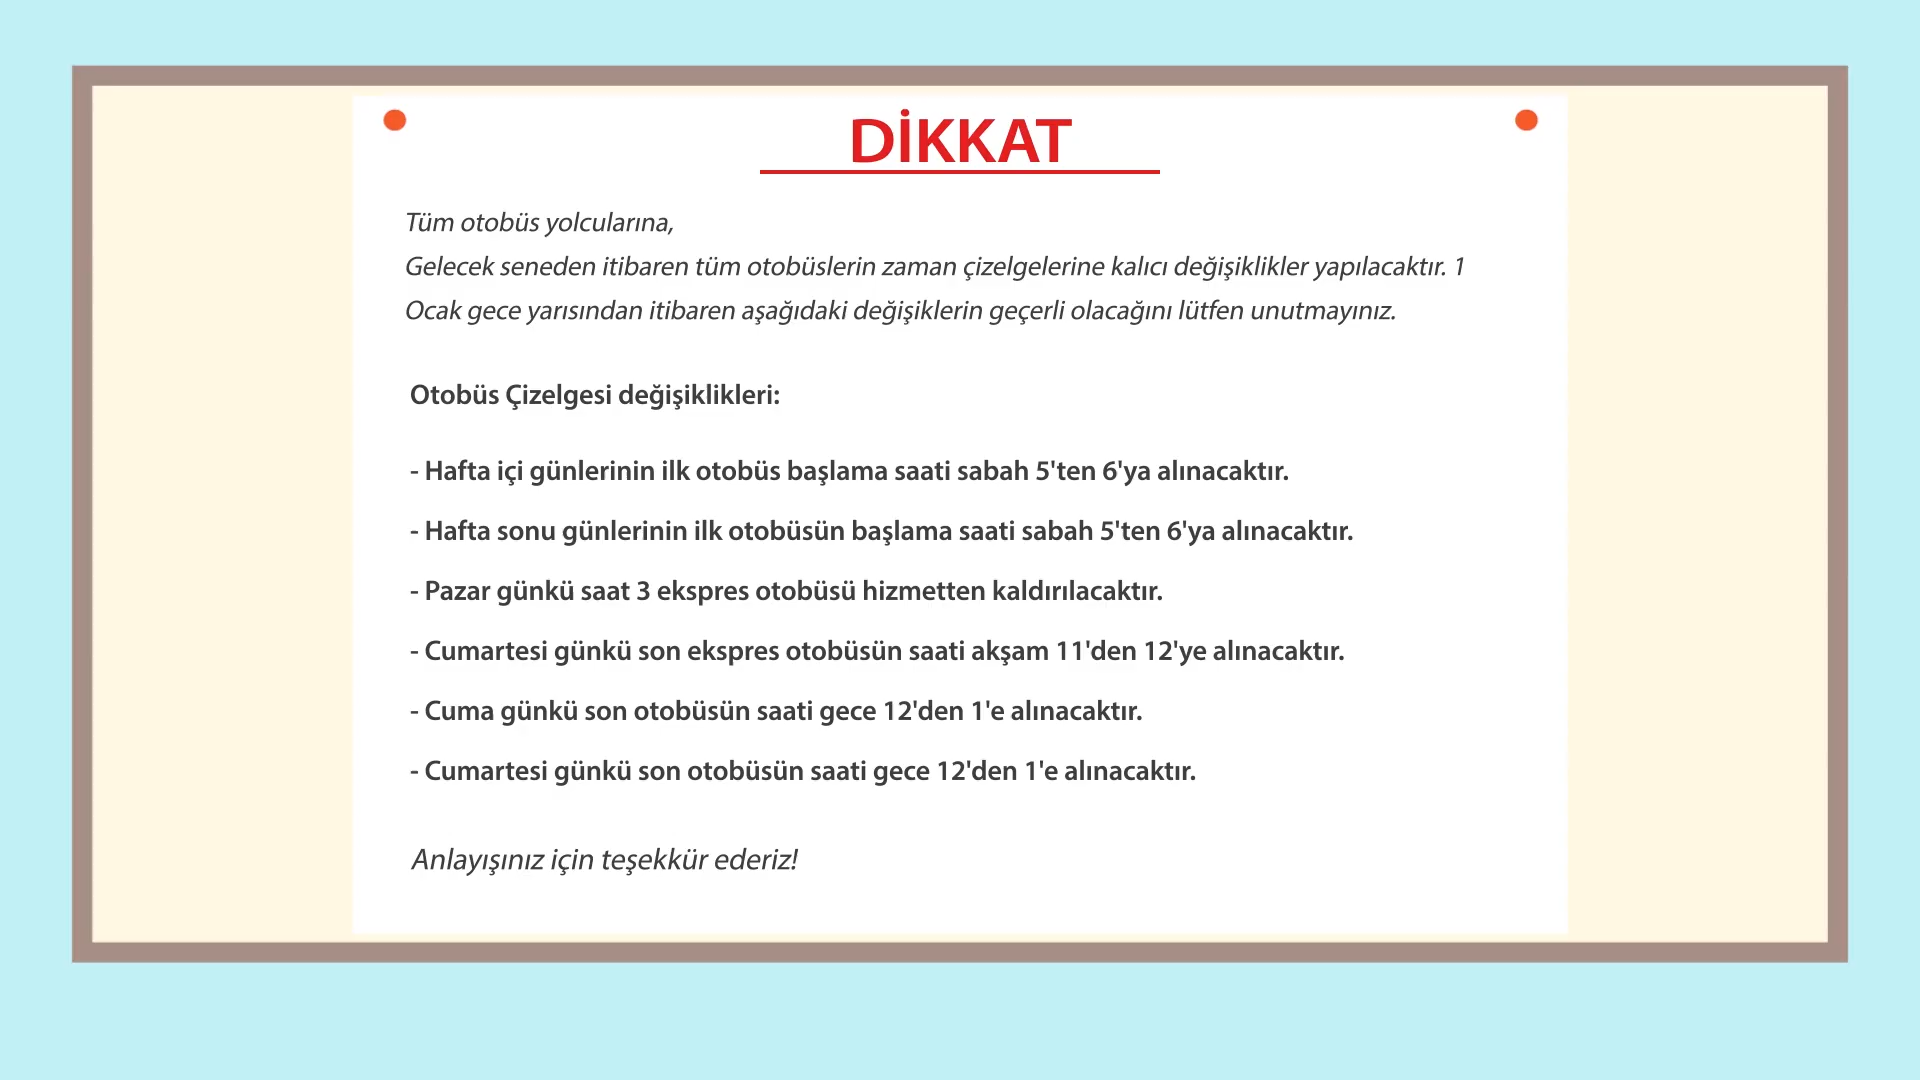 DİKKAT
Tüm otobüs yolcularına,
Gelecek seneden itibaren tüm otobüslerin zaman çizelgelerine kalıcı değişiklikler yapılacaktır. 1
Ocak gece yarısından itibaren aşağıdaki değişiklerin geçerli olacağını lütfen unutmayınız.
Otobüs Çizelgesi değişiklikleri:
- Hafta içi günlerinin ilk otobüs başlama saati sabah 5'ten 6'ya alınacaktır.
- Hafta sonu günlerinin ilk otobüsün başlama saati sabah 5'ten 6'ya alınacaktır.
- Pazar günkü saat 3 ekspres otobüsü hizmetten kaldırılacaktır.
- Cumartesi günkü son ekspres otobüsün saati akşam 11'den 12'ye alınacaktır.
- Cuma günkü son otobüsün saati gece 12'den 1'e alınacaktır.
- Cumartesi günkü son otobüsün saati gece 12'den 1'e alınacaktır.
Anlayışınız için teşekkür ederiz!